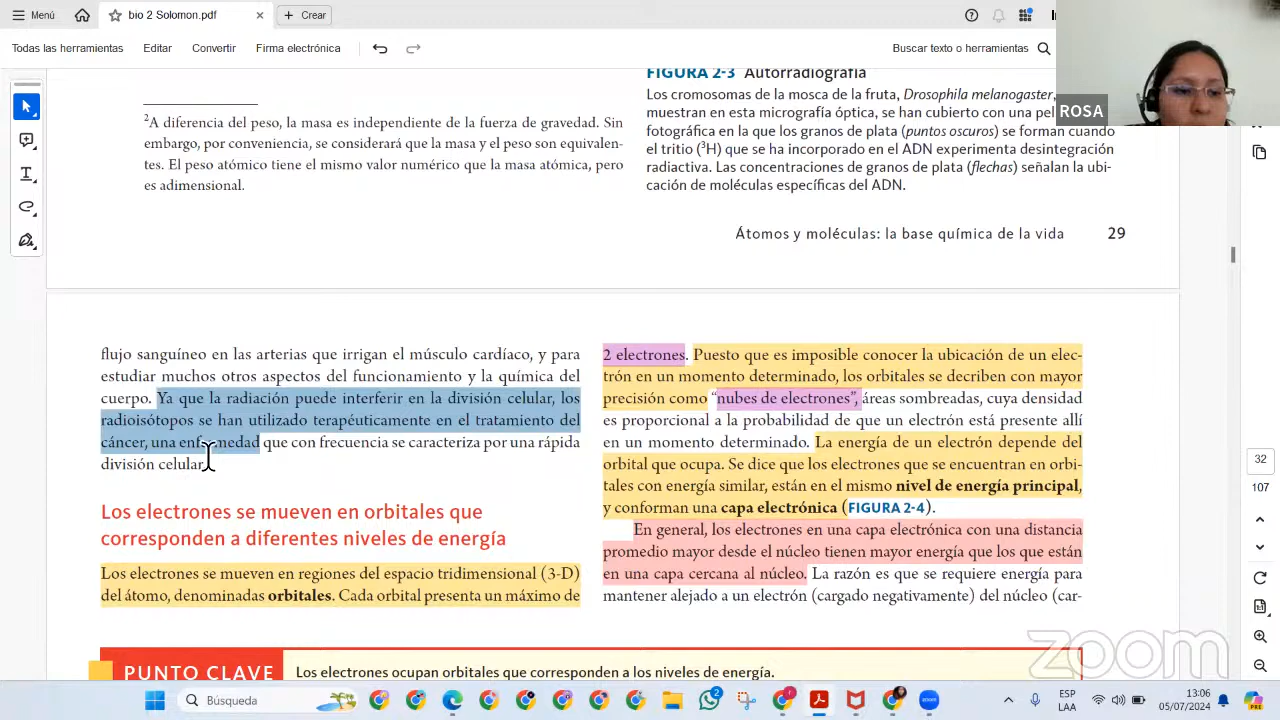 Menú
bio 2 Solomon.pdf
Crear
Todas las herramientas
Editar
Convertir
Firma electrónica
Buscar texto o herramientas
ROSA
²A diferencia del peso, la masa es independiente de la fuerza de gravedad. Sin
embargo, por conveniencia, se considerará que la masa y el peso son equivalen-
tes. El peso atómico tiene el mismo valor numérico que la masa atómica, pero
es adimensional.
FIGURA 2-3 Autorradiografía
Los cromosomas de la mosca de la fruta, Drosophila melanogaster,
muestran en esta micrografía óptica, se han cubierto con una
fotográfica en la que los granos de plata (puntos oscuros) se forman cuando
el tritio (³H) que se ha incorporado en el ADN experimenta desintegración
radiactiva. Las concentraciones de granos de plata (flechas) señalan la ubi-
cación de moléculas específicas del ADN.
Átomos y moléculas: la base química de la vida 29
flujo sanguíneo en las arterias que irrigan el músculo cardíaco, y para
estudiar muchos otros aspectos del funcionamiento y la química del
cuerpo. Ya que la radiación puede interferir en la división celular, los
radioisótopos se han utilizado terapéuticamente en el tratamiento del
cáncer, una enfermedad que con frecuencia se caracteriza por una rápida
división celular.
Los electrones se mueven en orbitales que
corresponden a diferentes niveles de energía
Los electrones se mueven en regiones del espacio tridimensional (3-D)
del átomo, denominadas orbitales. Cada orbital presenta un máximo de
2 electrones. Puesto que es imposible conocer la ubicación de un elec-
trón en un momento determinado, los orbitales se decriben con mayor
precisión como “nubes de electrones”, áreas sombreadas, cuya densidad
es proporcional a la probabilidad de que un electrón está presente allí
en un momento determinado. La energía de un electrón depende del
orbital que ocupa. Se dice que los electrones que se encuentran en orbi-
tales con energía similar, están en el mismo nivel de energía principal,
y conforman una capa electrónica (FIGURA 2-4).
En general, los electrones en una capa electrónica con una distancia
promedio mayor desde el núcleo tienen mayor energía que los que están
en una capa cercana al núcleo. La razón es que se requiere energía para
mantener alejado a un electrón (cargado negativamente) del núcleo (car-
PUNTO CLAVE Los electrones ocupan orbitales que corresponden a los niveles de energía.
32
107
zoom
Búsqueda
2
1
zoom
ESP
LAA
13:06
05/07/2024
PRE